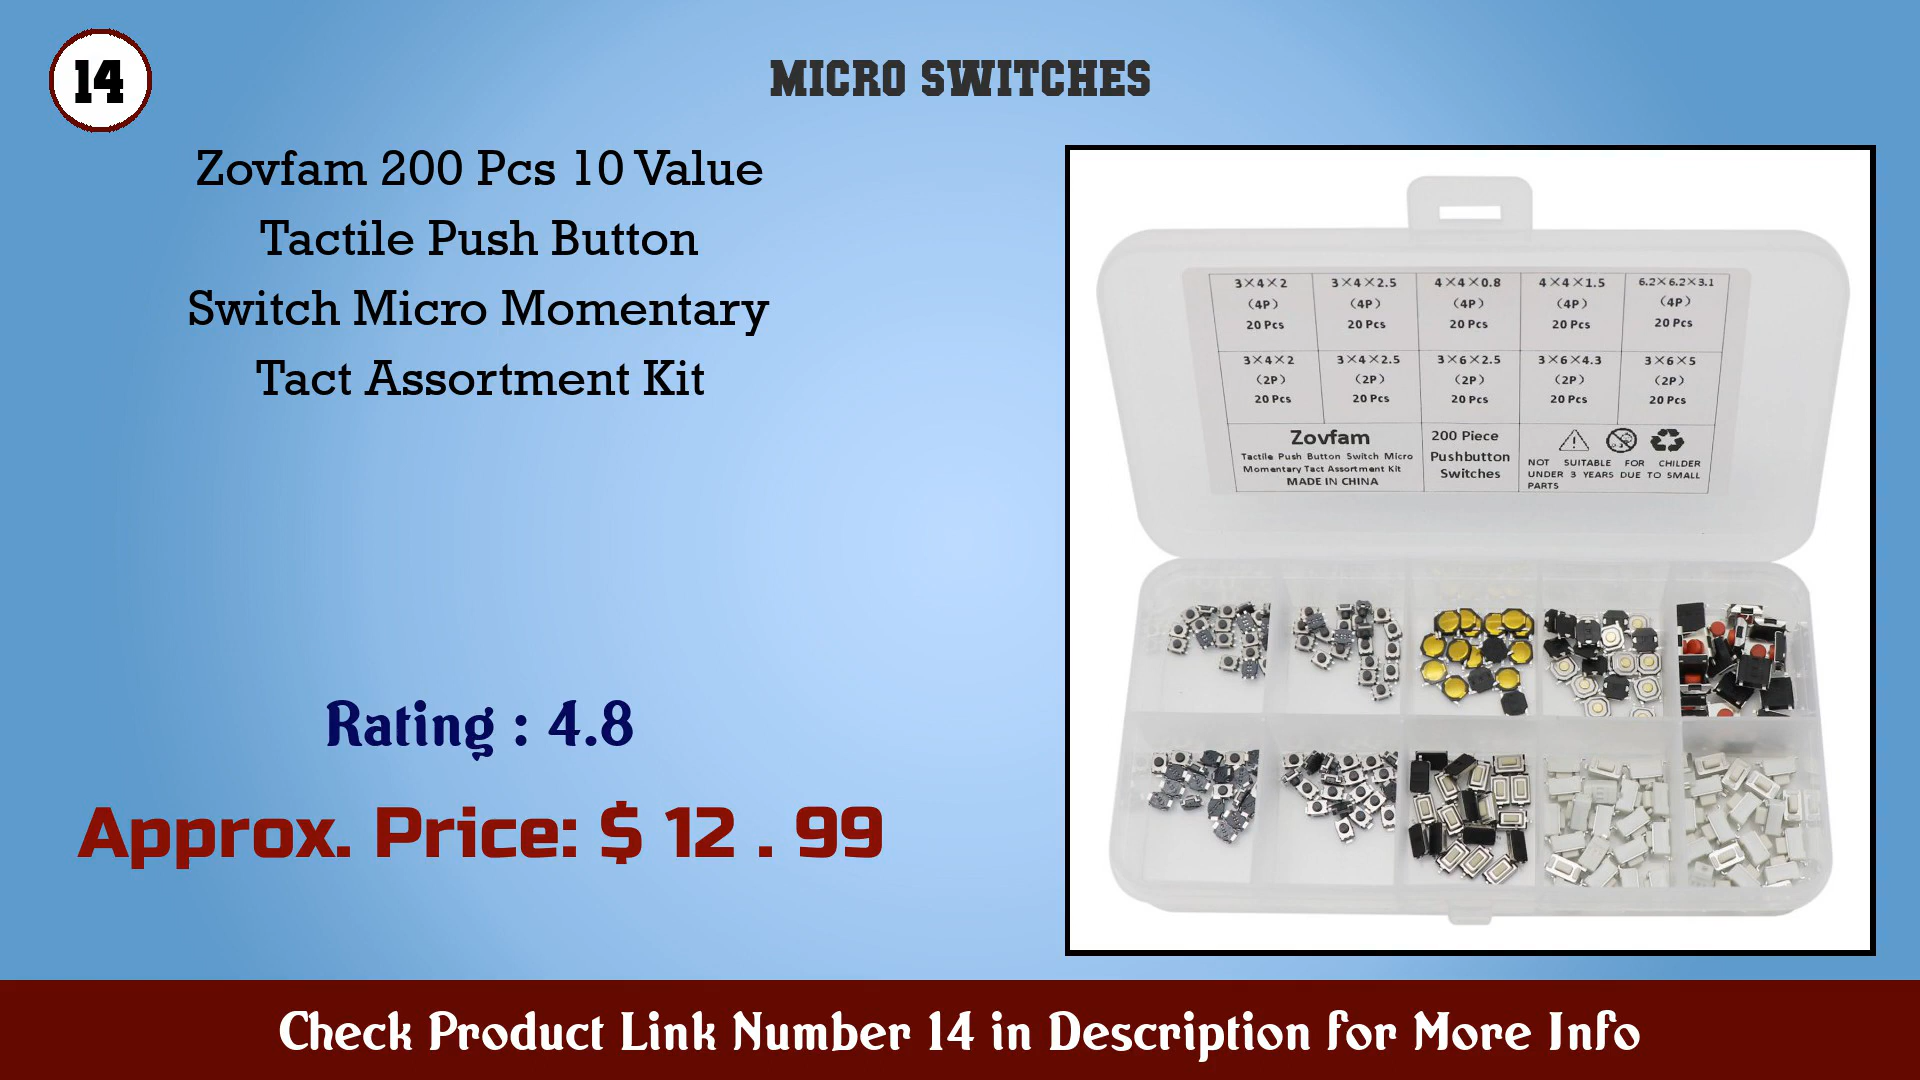 14
MICRO SWITCHES
Zovfam 200 Pcs 10 Value
Tactile Push Button
Switch Micro Momentary
Tact Assortment Kit
Rating : 4.8
Approx. Price: $ 12 . 99
3×4×2 3×4×2.5 4×4×0.8 4×4×1.5 6.2×6.2×3.1
(4P) (4P) (4P) (4P) (4P)
20 Pcs 20 Pcs 20 Pcs 20 Pcs 20 Pcs
3×4×2 3×4×2.5 3×6×2.5 3×6×4.3 3×6×5
(2P) (2P) (2P) (2P) (2P)
20 Pcs 20 Pcs 20 Pcs 20 Pcs 20 Pcs
Zovfam
Tactile Push Button Switch Micro
Momentary Tact Assortment Kit
MADE IN CHINA
200 Piece
Pushbutton
Switches
NOT SUITABLE FOR CHILDER
UNDER 3 YEARS DUE TO SMALL
PARTS
Check Product Link Number 14 in Description for More Info